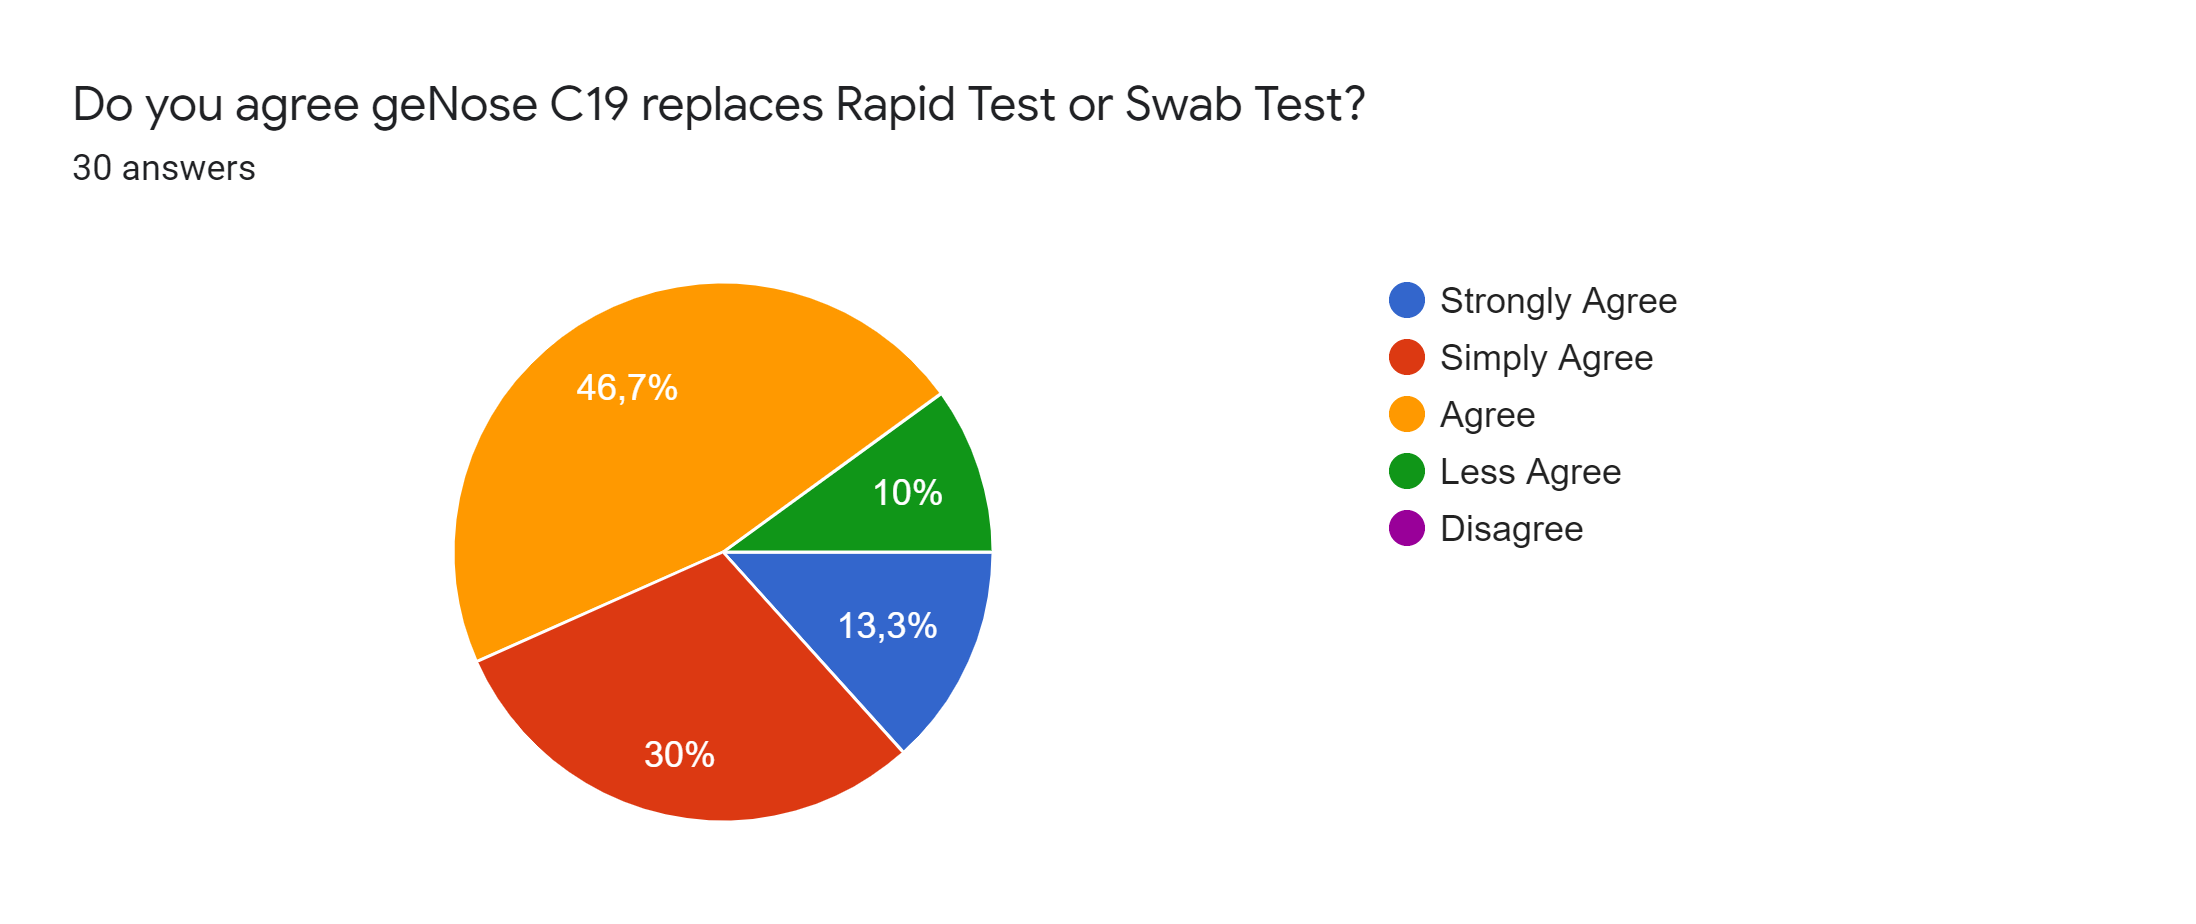 Do you agree geNose C19 replaces Rapid Test or Swab Test?
30 answers
46,7%
10%
13,3%
30%
Strongly Agree
Simply Agree
Agree
Less Agree
Disagree